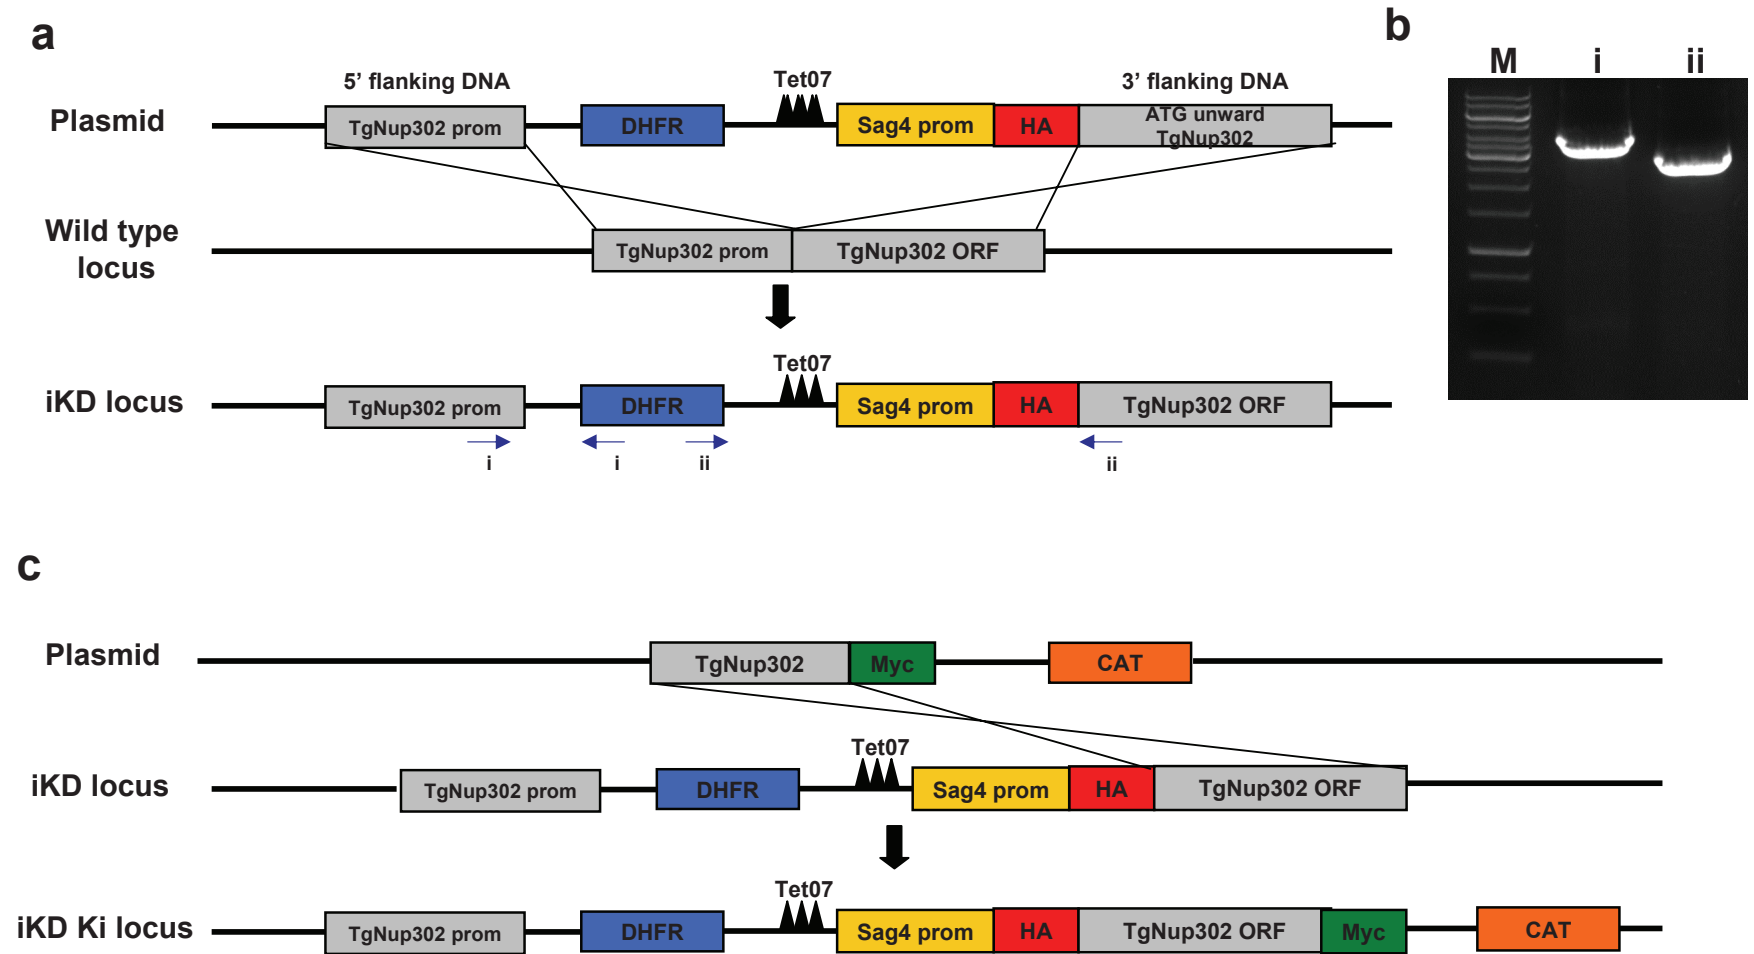 a
5’ flanking DNA
Tet07
3’ flanking DNA
Plasmid
TgNup302 prom
DHFR
Sag4 prom
HA
ATG unward
TgNup302
Wild type
locus
TgNup302 prom
TgNup302 ORF
Tet07
iKD locus
TgNup302 prom
DHFR
Sag4 prom
HA
TgNup302 ORF
i
i
ii
ii
b
M
i
ii
c
Plasmid
TgNup302
Myc
CAT
Tet07
iKD locus
TgNup302 prom
DHFR
Sag4 prom
HA
TgNup302 ORF
Tet07
iKD Ki locus
TgNup302 prom
DHFR
Sag4 prom
HA
TgNup302 ORF
Myc
CAT